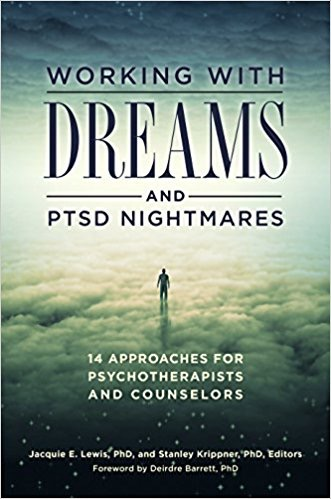 WORKING WITH
DREAMS
AND
PTSD NIGHTMARES
14 APPROACHES FOR
PSYCHOTHERAPISTS
AND COUNSELORS
Jacquie E. Lewis, PhD, and Stanley Krippner, PhD, Editors
Foreword by Deirdre Barrett, PhD